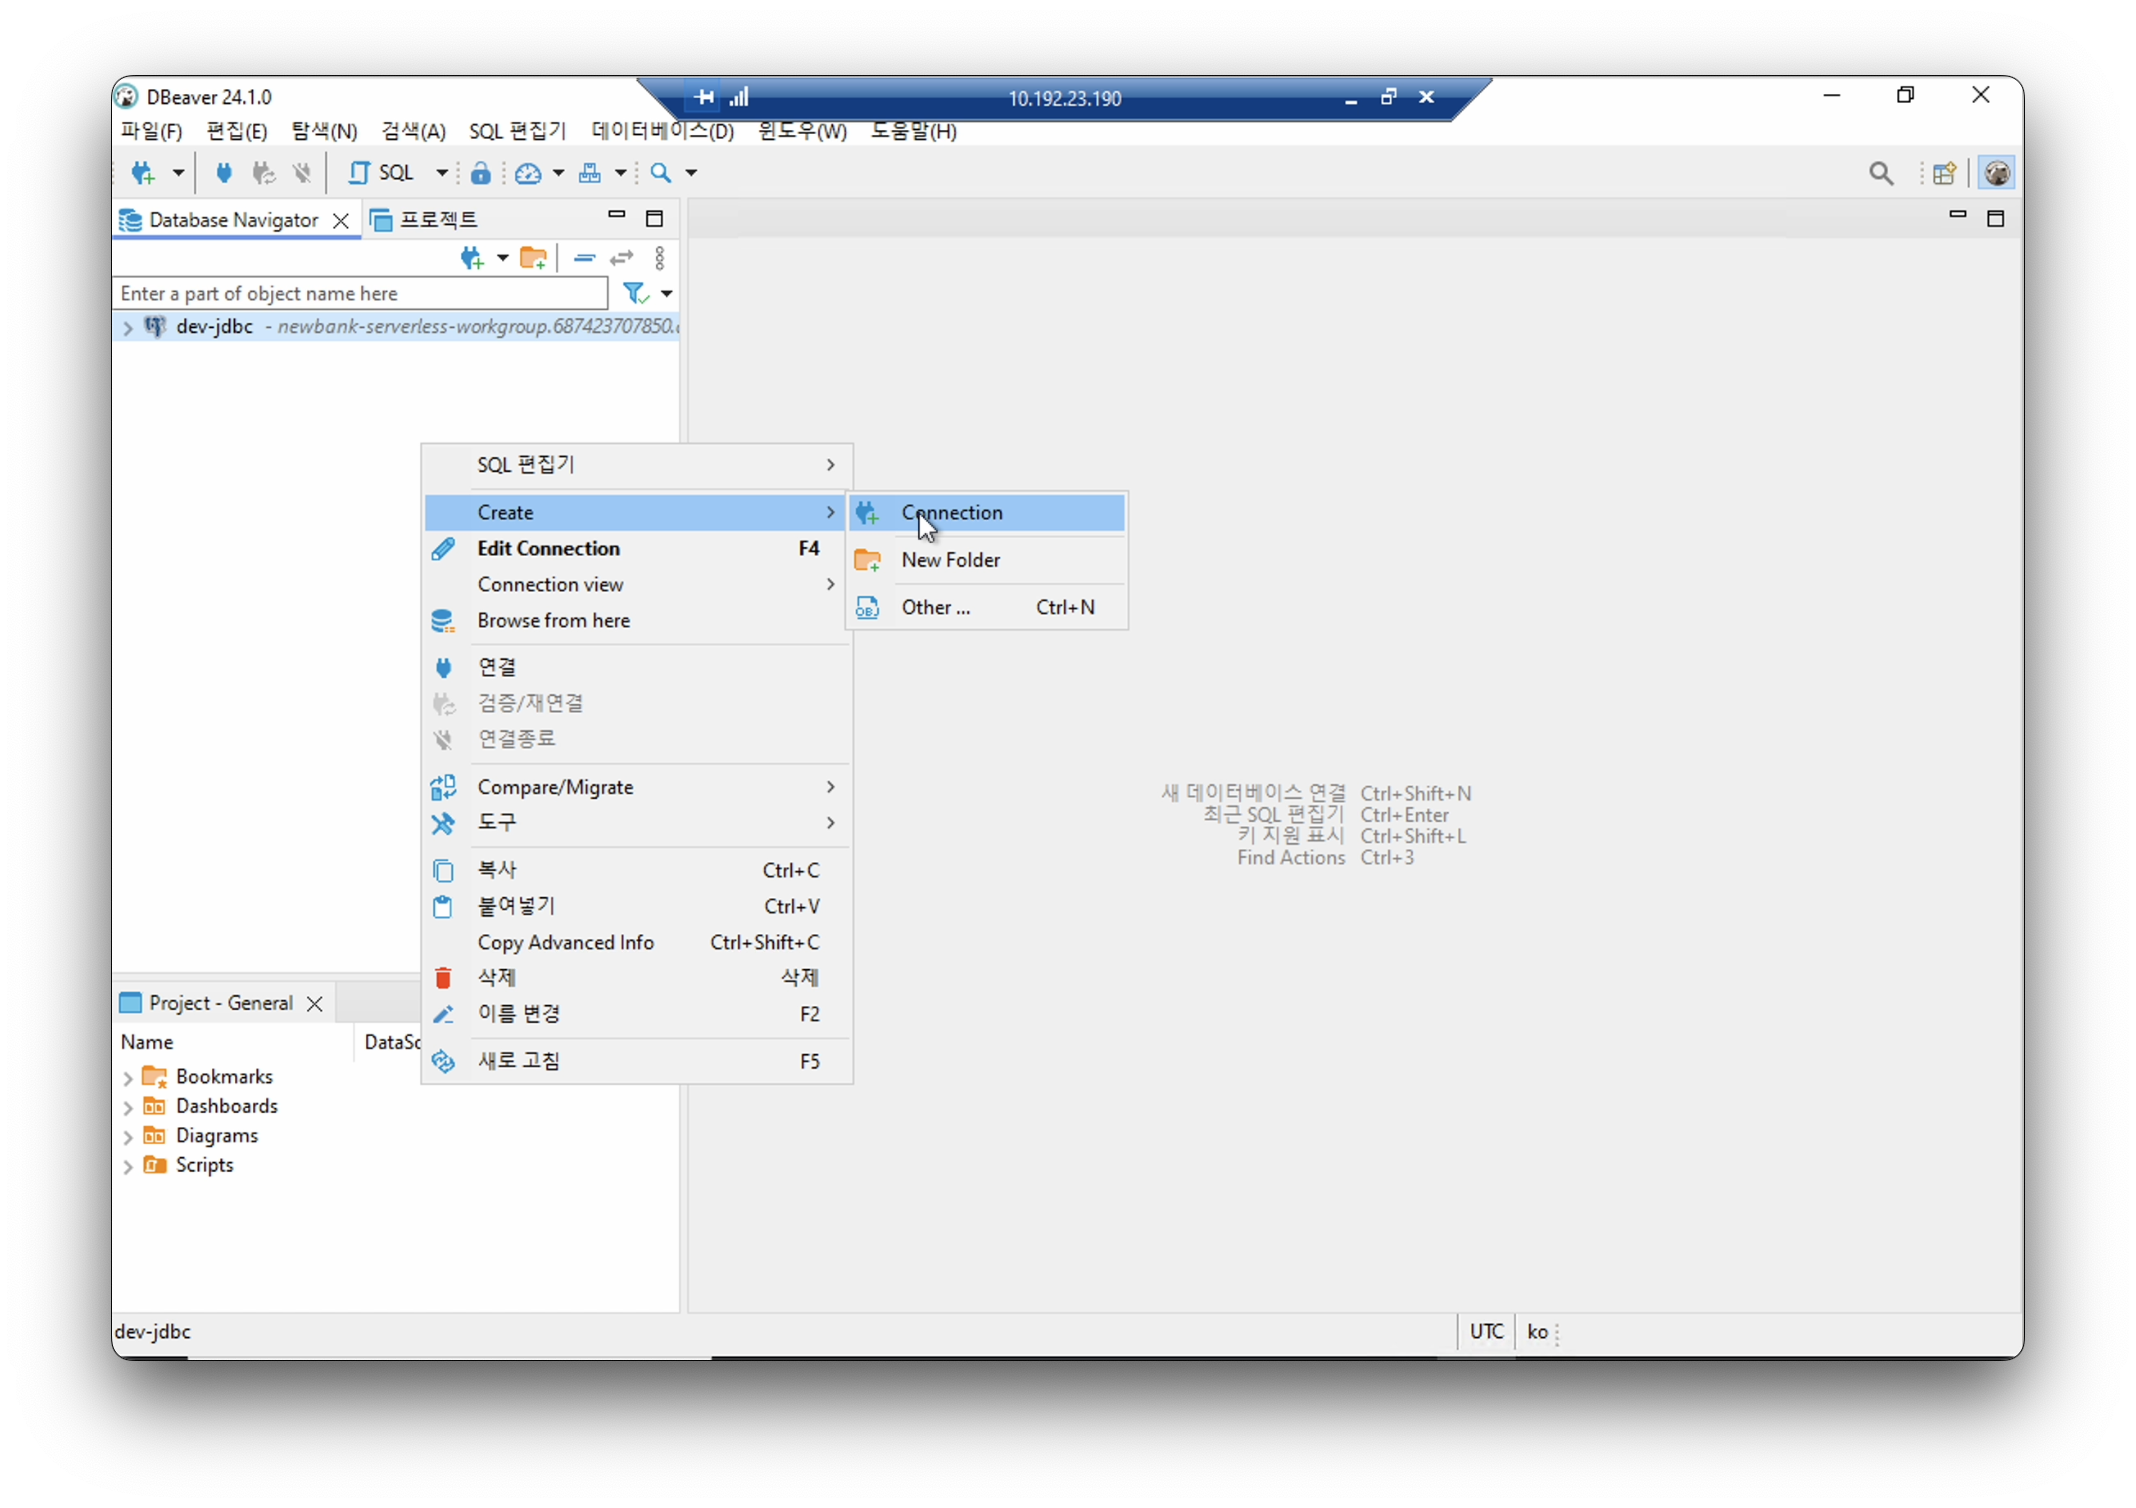 DBeaver 24.1.0
10.192.23.190
파일(F) 편집(E) 탐색(N) 검색(A) SQL 편집기 데이터베이스(D) 윈도우(W) 도움말(H)
SQL
Database Navigator 프로젝트
Enter a part of object name here
dev-jdbc - newbank-serverless-workgroup.687423707850.
SQL 편집기
Create
Connection
Edit Connection F4
New Folder
Connection view
Other ... Ctrl+N
OBJ
Browse from here
연결
검증/재연결
연결종료
Compare/Migrate
도구
새 데이터베이스 연결 Ctrl+Shift+N
최근 SQL 편집기 Ctrl+Enter
키 지원 표시 Ctrl+Shift+L
Find Actions Ctrl+3
복사 Ctrl+C
붙여넣기 Ctrl+V
Copy Advanced Info Ctrl+Shift+C
삭제 삭제
이름 변경 F2
새로 고침 F5
Project - General
Name DataSc
Bookmarks
Dashboards
Diagrams
Scripts
dev-jdbc
UTC ko